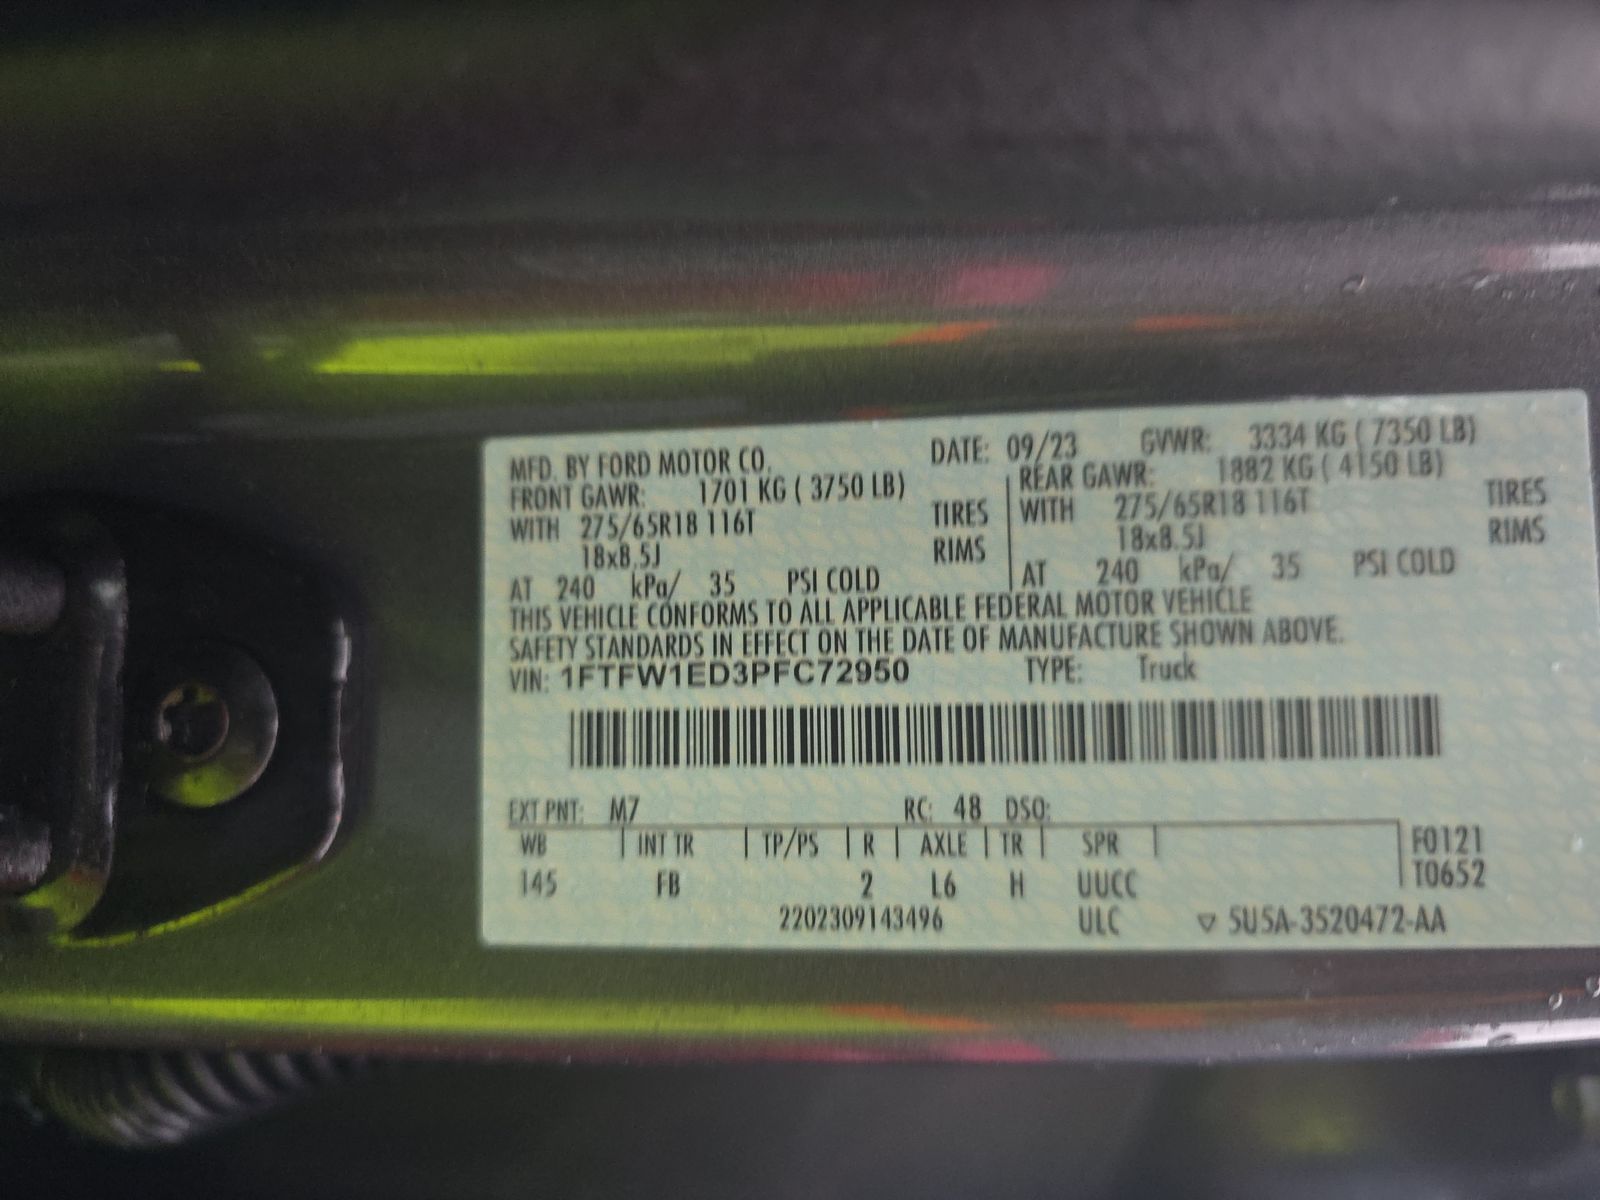 MFD. BY FORD MOTOR CO. DATE: 09/23 GVWR: 3334 KG ( 7350 LB)
FRONT GAWR: 1701 KG ( 3750 LB) REAR GAWR: 1882 KG ( 4150 LB)
WITH 275/65R18 116T TIRES WITH 275/65R18 116T TIRES
18x8.5J RIMS 18x8.5J RIMS
AT 240 kPa/ 35 PSI COLD AT 240 kPa/ 35 PSI COLD
THIS VEHICLE CONFORMS TO ALL APPLICABLE FEDERAL MOTOR VEHICLE
SAFETY STANDARDS IN EFFECT ON THE DATE OF MANUFACTURE SHOWN ABOVE.
VIN: 1FTFW1ED3PFC72950 TYPE: Truck
EXT PNT: M7 RC: 48 DSO:
WB INT TR TP/PS R AXLE TR SPR F0121
145 FB 2 L6 H UUCC T0652
2202309143496 ULC ▽ 5U5A-3520472-AA